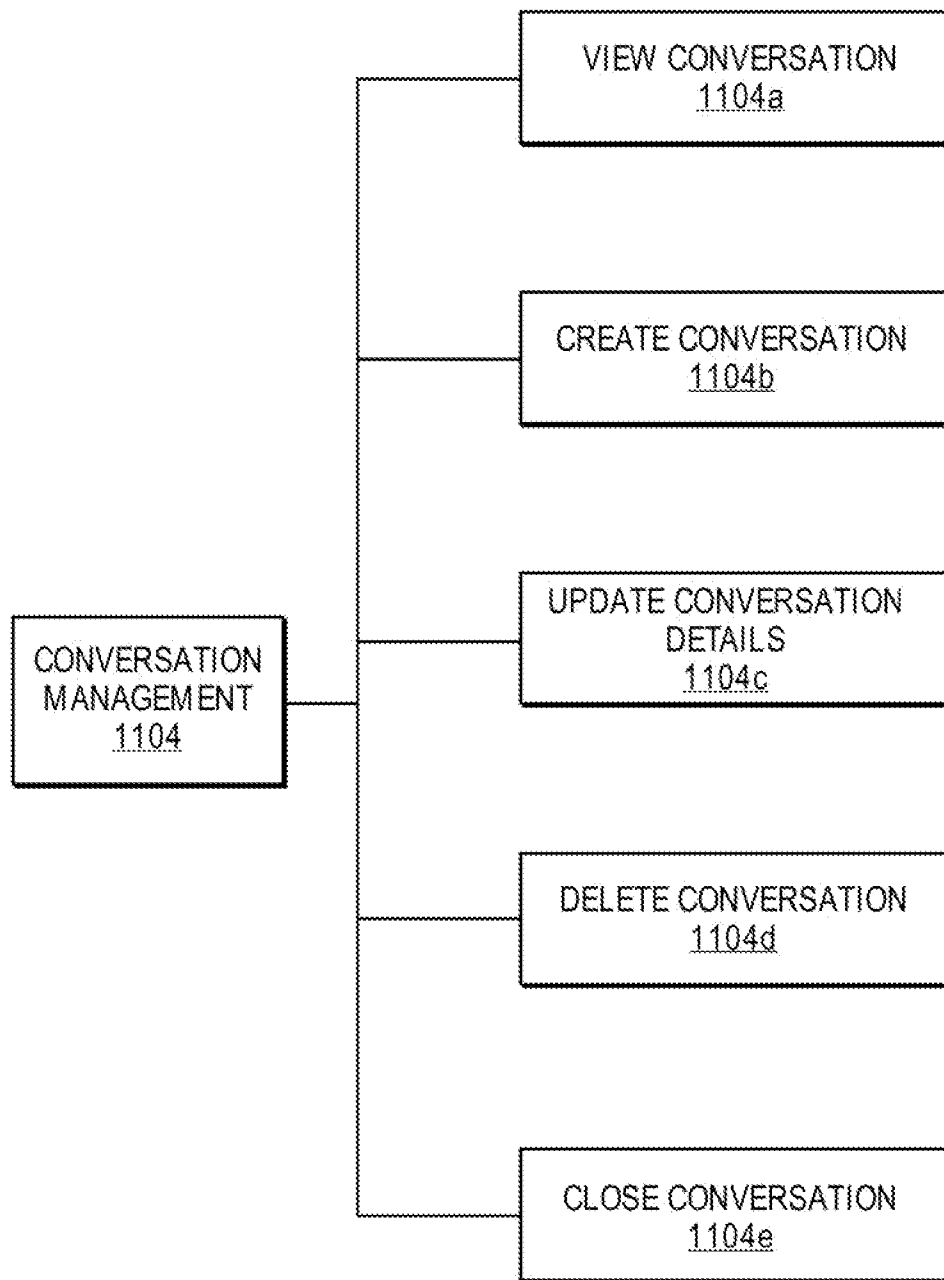 VIEW CONVERSATION
1104a
CREATE CONVERSATION
1104b
UPDATE CONVERSATION
DETAILS
1104c
CONVERSATION
MANAGEMENT
1104
DELETE CONVERSATION
1104d
CLOSE CONVERSATION
1104e